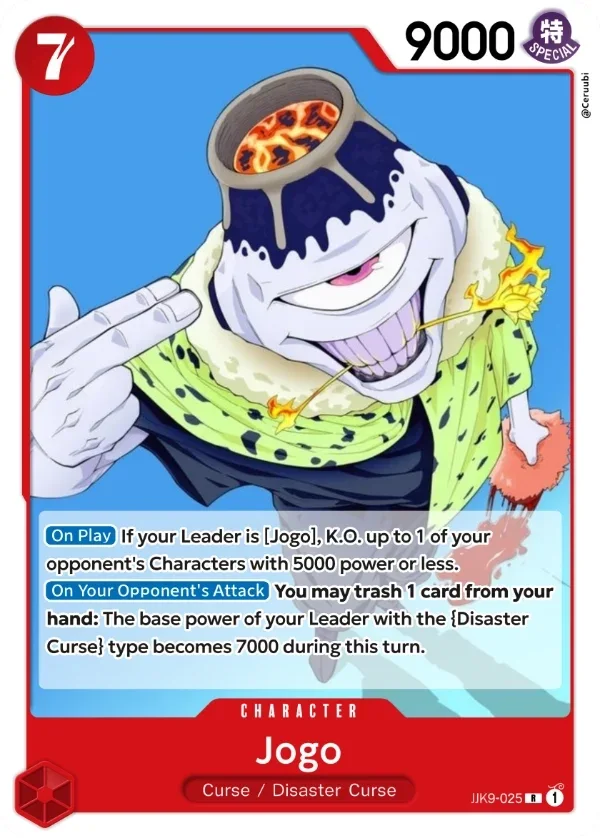 7
9000
特
SPECIAL
@Ceruubi
On Play If your Leader is [Jogo], K.O. up to 1 of your
opponent's Characters with 5000 power or less.
On Your Opponent's Attack You may trash 1 card from your
hand: The base power of your Leader with the {Disaster
Curse} type becomes 7000 during this turn.
CHARACTER
Jogo
Curse / Disaster Curse
JJK9-025 R 1